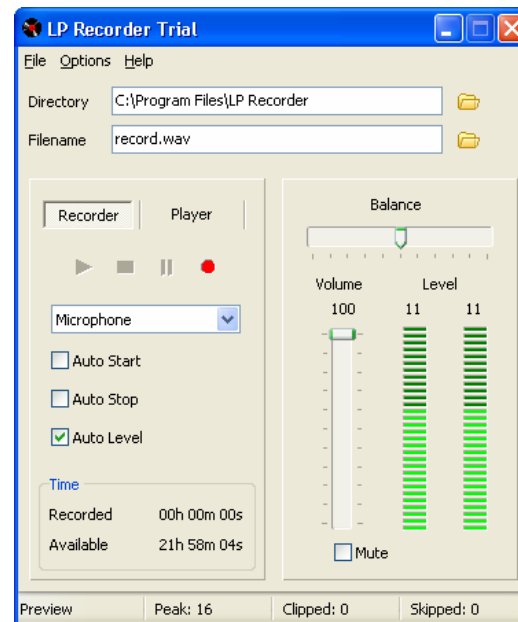 LP Recorder Trial
File Options Help
Directory C:\Program Files\LP Recorder
Filename record.wav
Recorder Player
Balance
Volume Level
100 11 11
Microphone
Auto Start
Auto Stop
Auto Level
Time
Recorded 00h 00m 00s
Available 21h 58m 04s
Mute
Preview Peak: 16 Clipped: 0 Skipped: 0